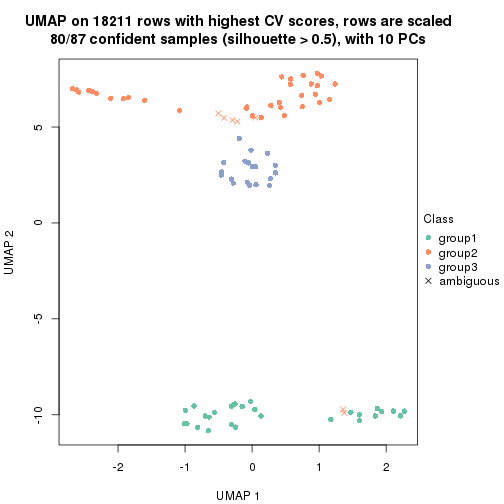 UMAP on 18211 rows with highest CV scores, rows are scaled
80/87 confident samples (silhouette > 0.5), with 10 PCs
UMAP 2
5
0
-5
-10
-2
-1
0
1
2
UMAP 1
Class
group1
group2
group3
ambiguous